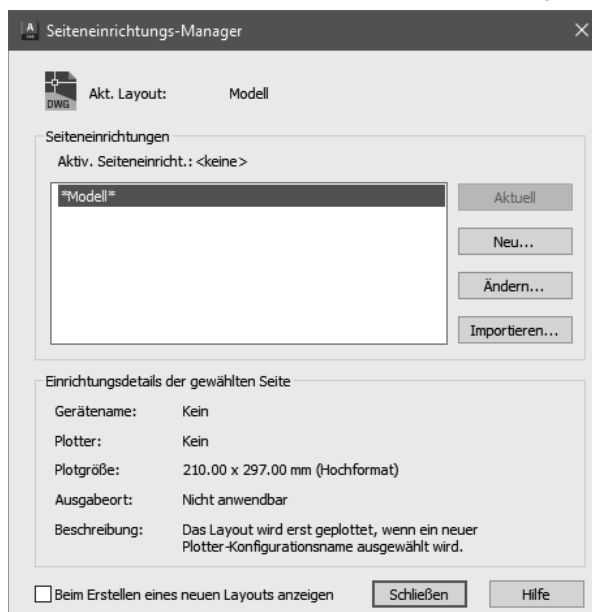 Seiteneinrichtungs-Manager
DWG
Akt. Layout: Modell
Seiteneinrichtungen
Aktiv. Seiteneinricht.: <keine>
*Modell*
Aktuell
Neu...
Ändern...
Importieren...
Einrichtungsdetails der gewählten Seite
Gerätename: Kein
Plotter: Kein
Plotgröße: 210.00 x 297.00 mm (Hochformat)
Ausgabeort: Nicht anwendbar
Beschreibung: Das Layout wird erst geplottet, wenn ein neuer
Plotter-Konfigurationsname ausgewählt wird.
Beim Erstellen eines neuen Layouts anzeigen Schließen Hilfe